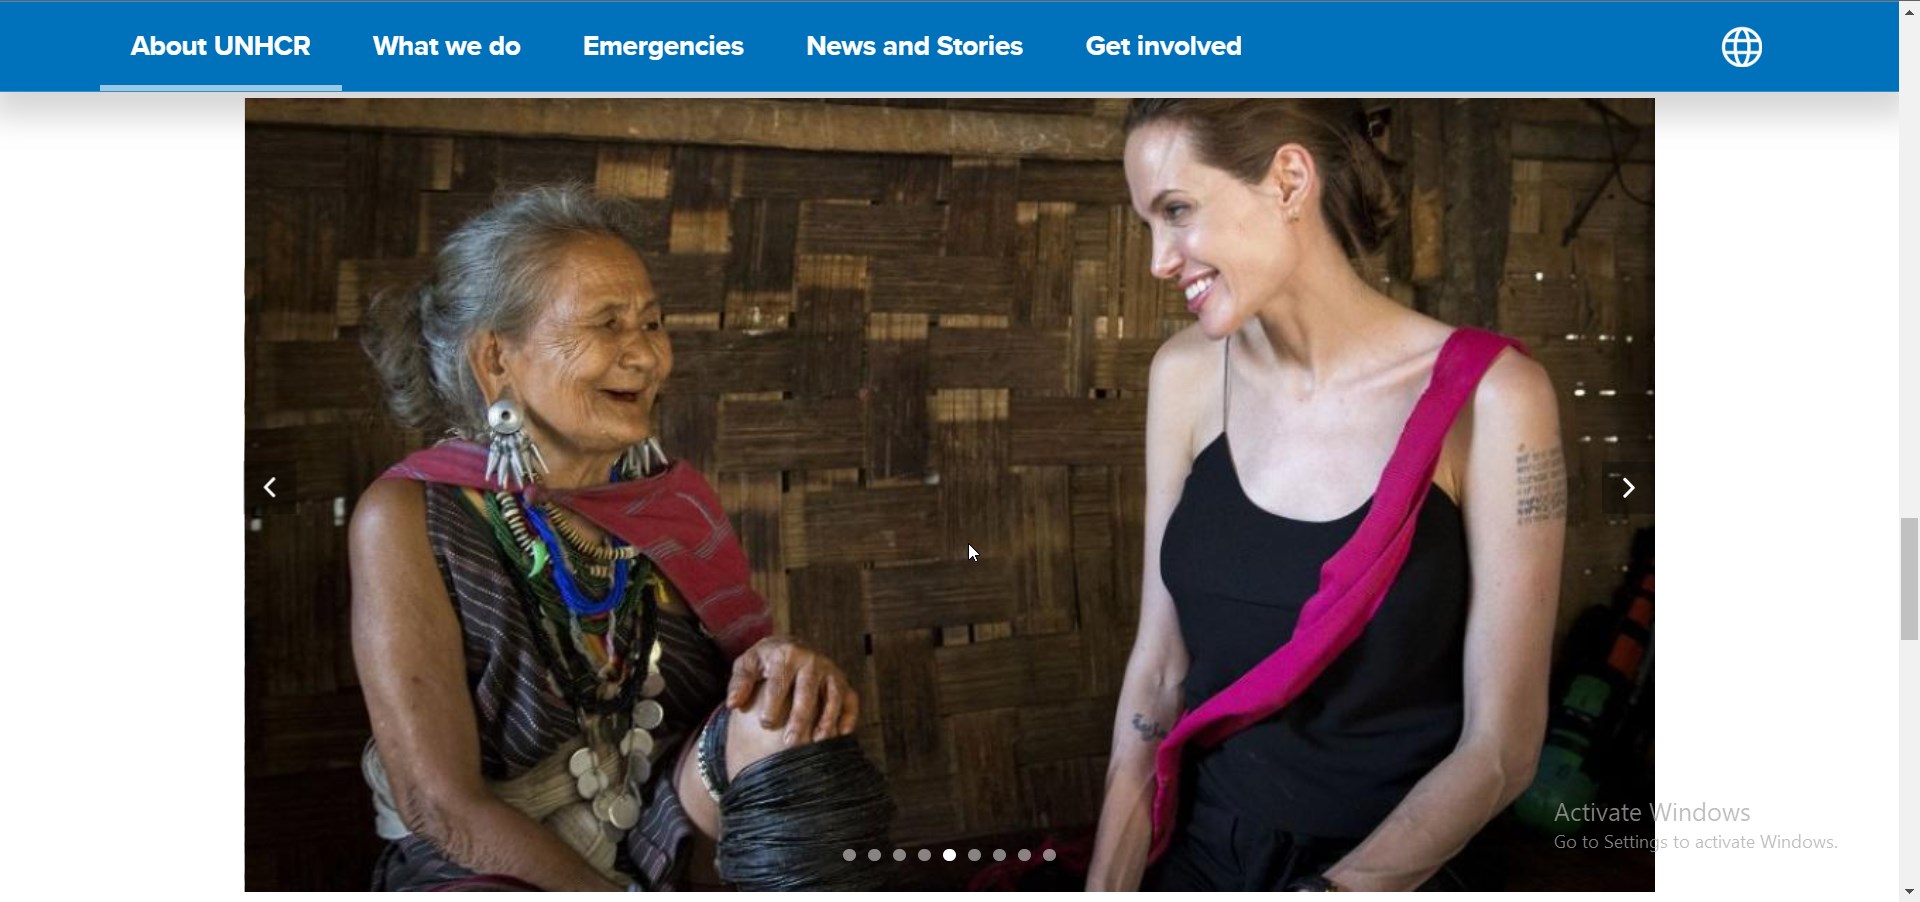 About UNHCR What we do Emergencies News and Stories Get involved
Activate Windows
Go to Settings to activate Windows.